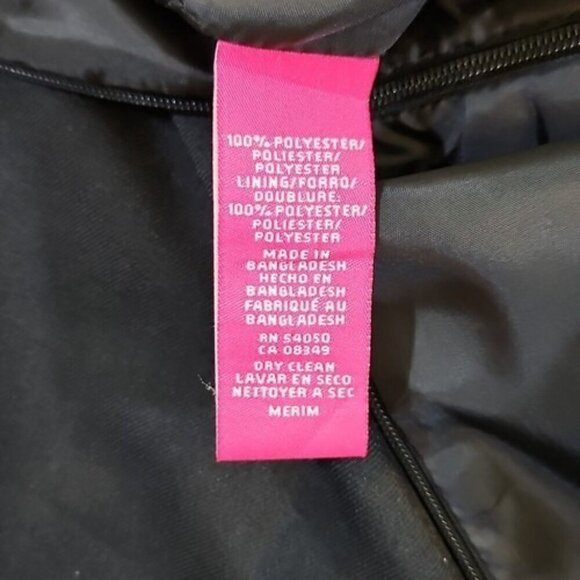 100% POLYESTER/
POLIESTER/
POLYESTER
LINING/FORRO/
DOUBLURE:
100% POLYESTER/
POLIESTER/
POLYESTER
MADE IN
BANGLADESH
HECHO EN
BANGLADESH
FABRIQUÉ AU
BANGLADESH
RN 54050
CA 08349
DRY CLEAN
LAVAR EN SECO
NETTOYER A SEC
MERIM